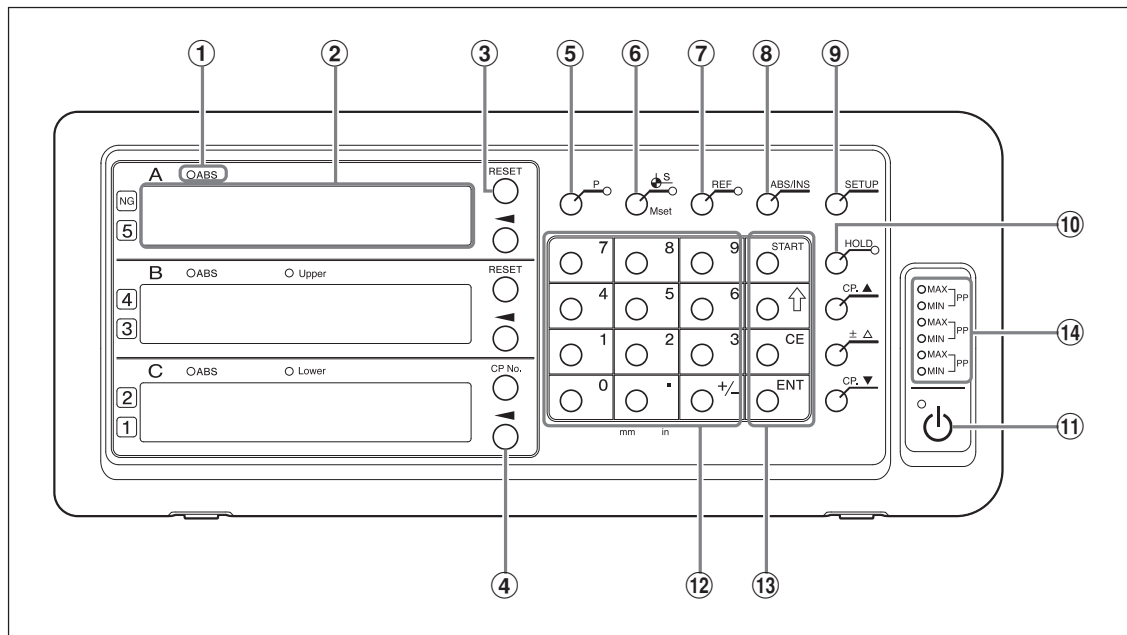 ① ② ③ ⑤ ⑥ ⑦ ⑧ ⑨
A ABS RESET
NG
5
P
S
Mset
REF
ABS/INS
SETUP
HOLD ⑩
B ABS Upper RESET
4
3
C ABS Lower CP No.
2
1
7 8 9 START
4 5 6 ⇧
1 2 3 CE
0 . +/_ ENT
mm in
CP. ▲
± △
CP. ▼
MAX
MIN PP
MAX
MIN PP
MAX
MIN PP
⑭
⑪
④ ⑫ ⑬